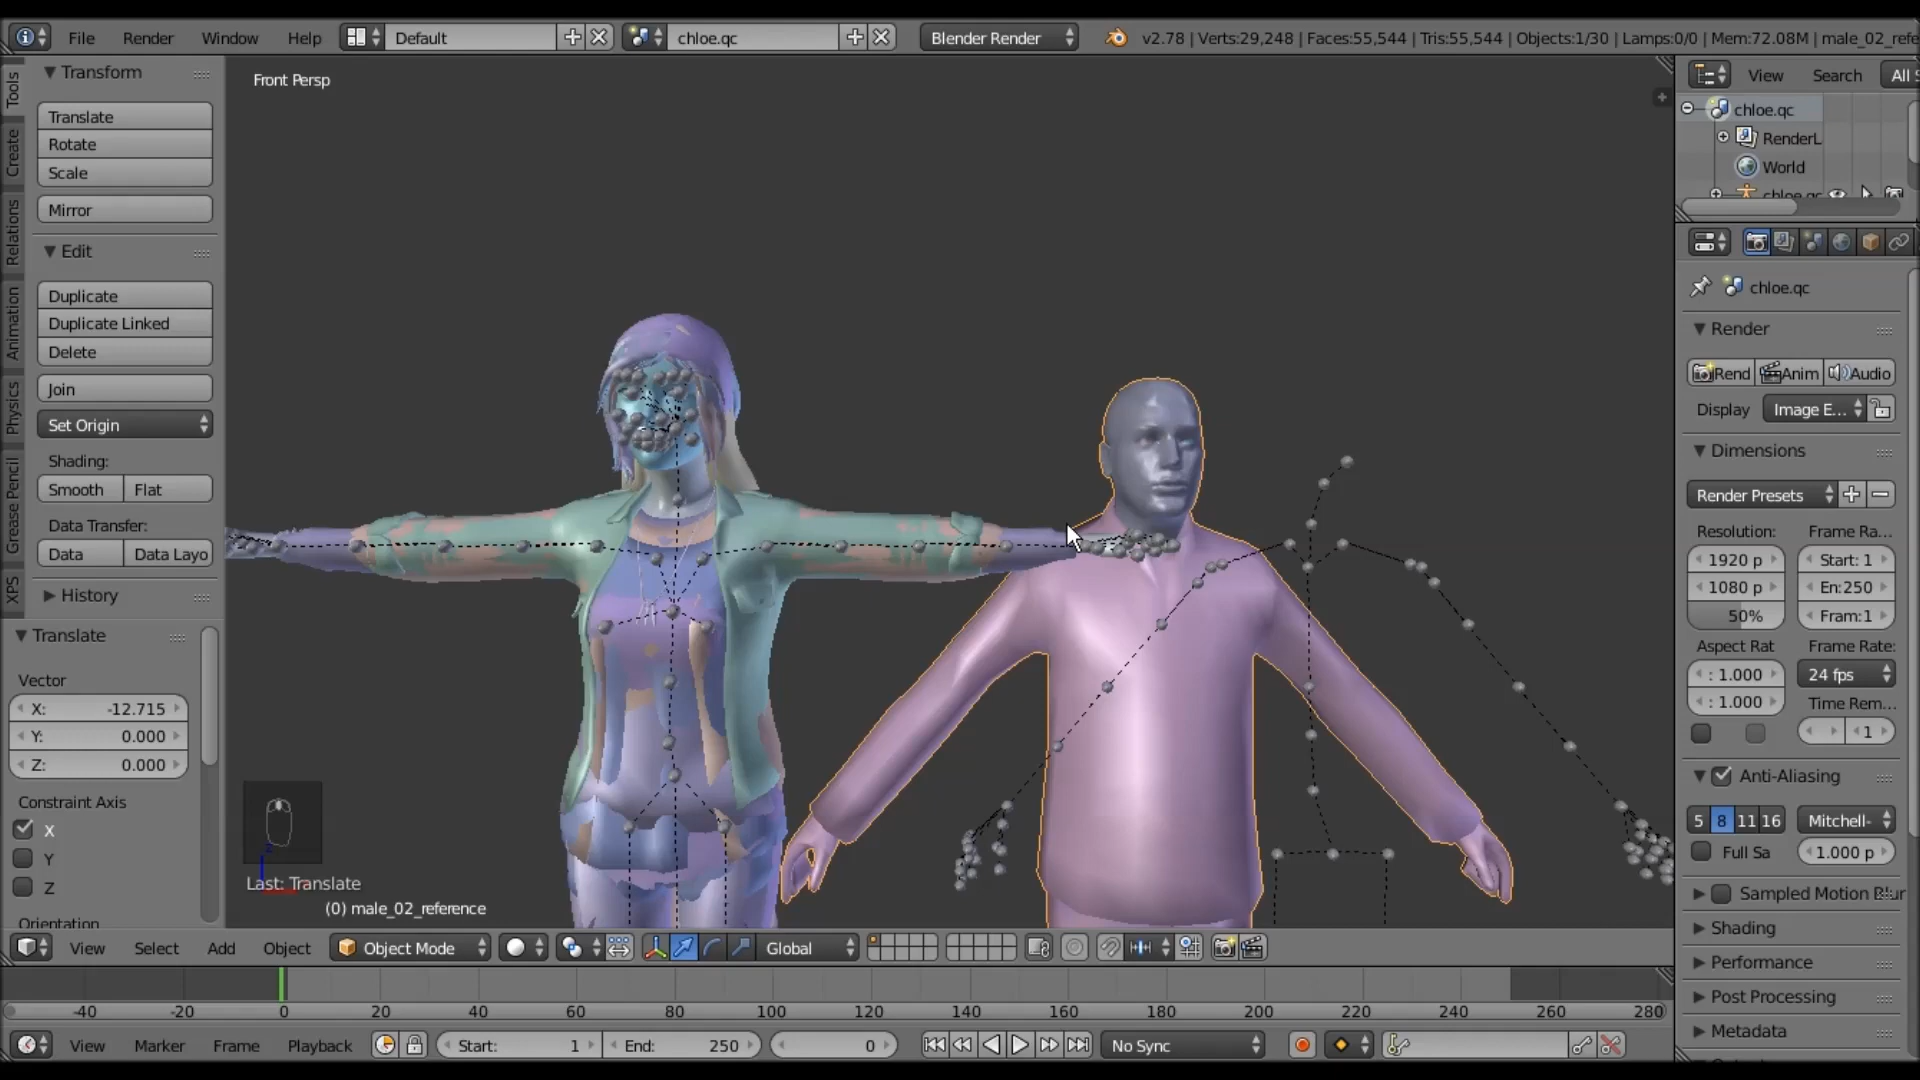 File Render Window Help Default chloe.qc Blender Render v2.78 | Verts:29,248 | Faces:55,544 | Tris:55,544 | Objects:1/30 | Lamps:0/0 | Mem:72.08M | male_02_refe
Tools
Create
Relations
Animation
Physics
Grease Pencil
XPS
Transform
Translate
Rotate
Scale
Mirror
Edit
Duplicate
Duplicate Linked
Delete
Join
Set Origin
Shading:
Smooth Flat
Data Transfer:
Data Data Layo
History
Translate
Vector
X: -12.715
Y: 0.000
Z: 0.000
Constraint Axis
X
Y
Z
Orientation
Front Persp
Last: Translate
(0) male_02_reference
View Select Add Object Object Mode Global
-40 -20 0 20 40 60 80 100 120 140 160 180 200 220 240 260 280
View Marker Frame Playback Start: 1 End: 250 0 No Sync
View Search All
chloe.qc
RenderL
World
chloe.qc
chloe.qc
Render
Rend Anim Audio
Display Image E...
Dimensions
Render Presets
Resolution: Frame Ra...
1920 p Start: 1
1080 p En:250
50% Fram:1
Aspect Rat Frame Rate:
: 1.000 24 fps
: 1.000 Time Rem...
1
Anti-Aliasing
5 8 11 16 Mitchell-
Full Sa 1.000 p
Sampled Motion Blur
Shading
Performance
Post Processing
Metadata